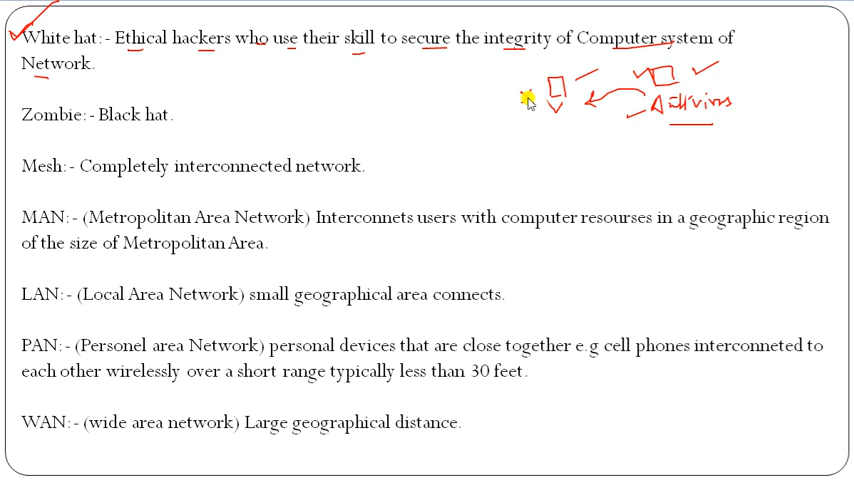 White hat:- Ethical hackers who use their skill to secure the integrity of Computer system of
Network.
Antivirus
Zombie:- Black hat.
Mesh:- Completely interconnected network.
MAN:- (Metropolitan Area Network) Interconnets users with computer resourses in a geographic region
of the size of Metropolitan Area.
LAN:- (Local Area Network) small geographical area connects.
PAN:- (Personel area Network) personal devices that are close together e.g cell phones interconneted to
each other wirelessly over a short range typically less than 30 feet.
WAN:- (wide area network) Large geographical distance.